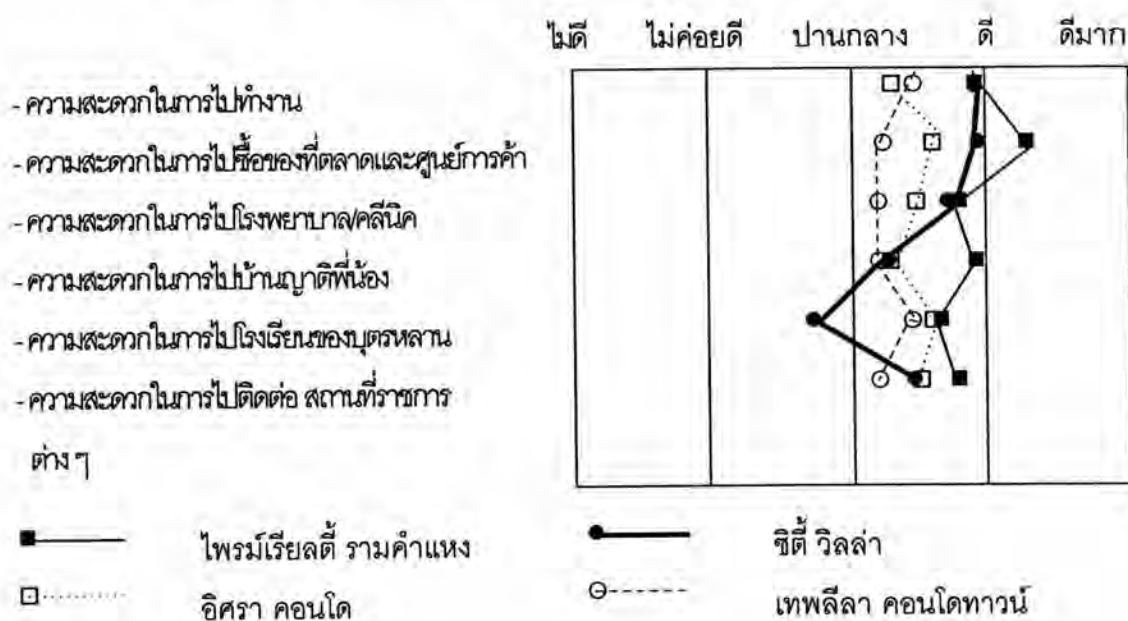 ไม่ดี ไม่ค่อยดี ปานกลาง ดี ดีมาก
- ความสะดวกในการไปทำงาน
- ความสะดวกในการไปซื้อของที่ตลาดและศูนย์การค้า
- ความสะดวกในการไปโรงพยาบาล/คลีนิค
- ความสะดวกในการไปบ้านญาติพี่น้อง
- ความสะดวกในการไปโรงเรียนของบุตรหลาน
- ความสะดวกในการไปติดต่อ สถานที่ราชการ
ต่าง ๆ
ไพรม์เรียลตี้ รามคำแหง ซิตี้ วิลล่า
อิศรา คอนโด เทพลีลา คอนโดทาวน์